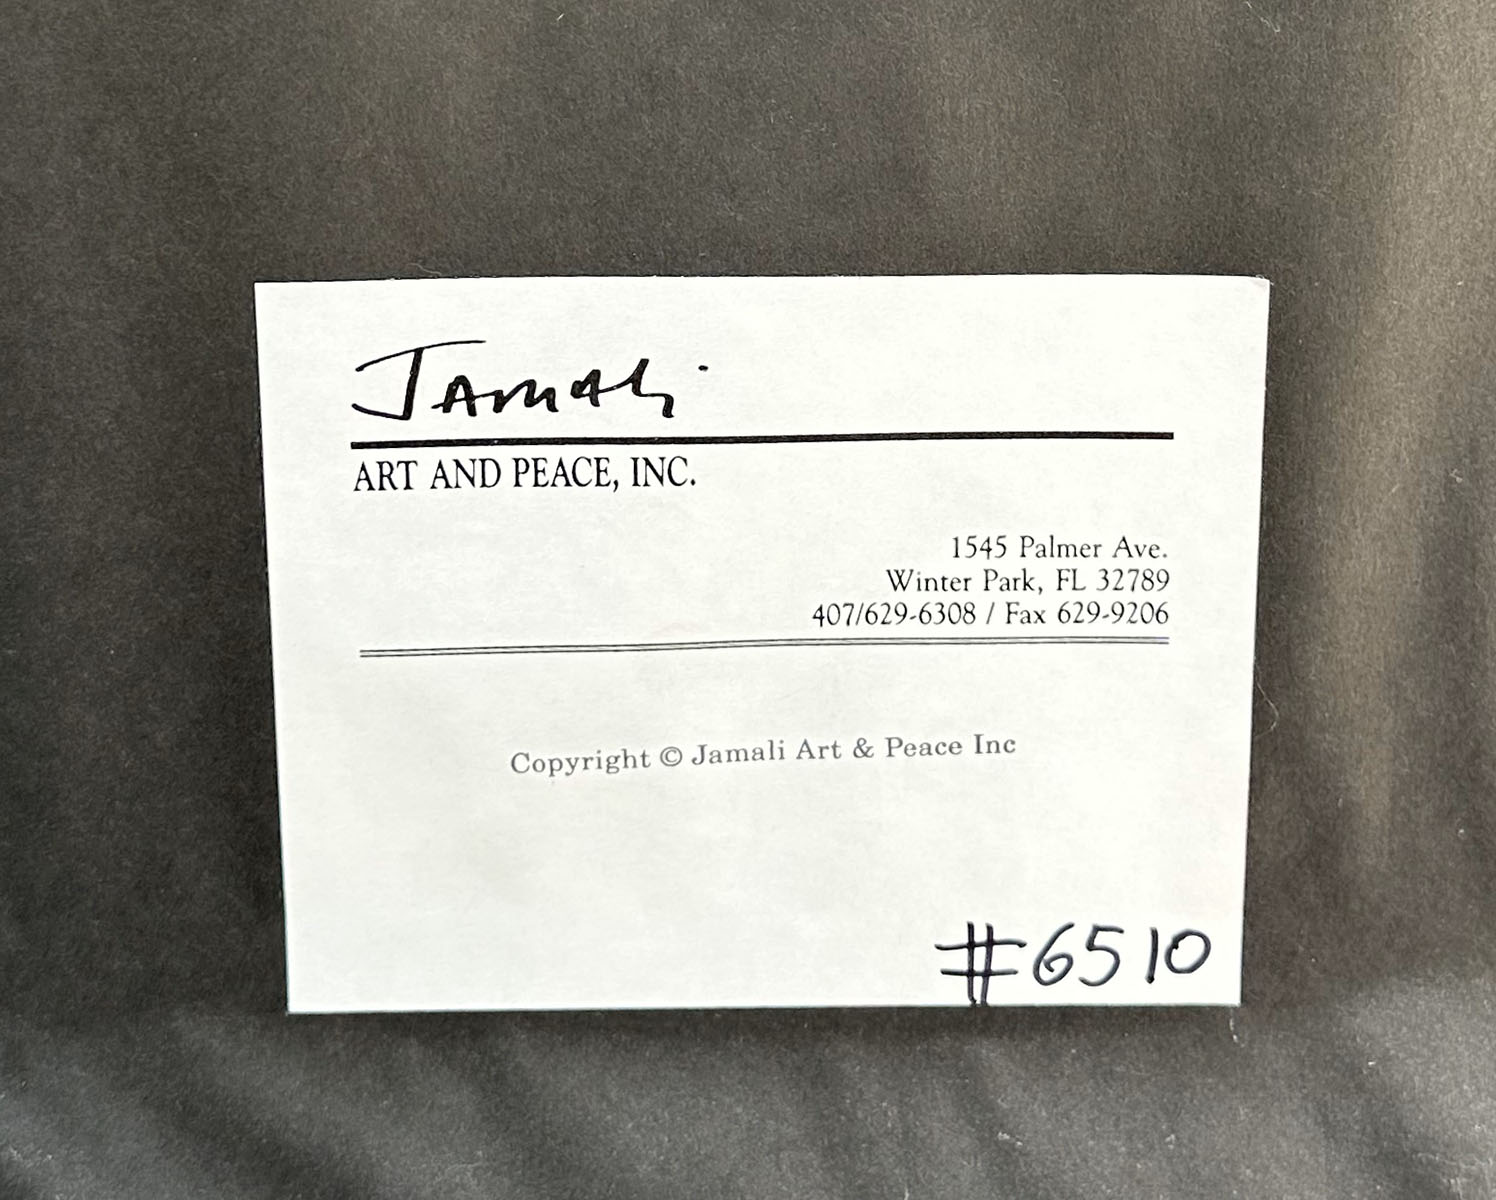 Jamali
ART AND PEACE, INC.
1545 Palmer Ave.
Winter Park, FL 32789
407/629-6308 / Fax 629-9206
Copyright © Jamali Art & Peace Inc
#6510